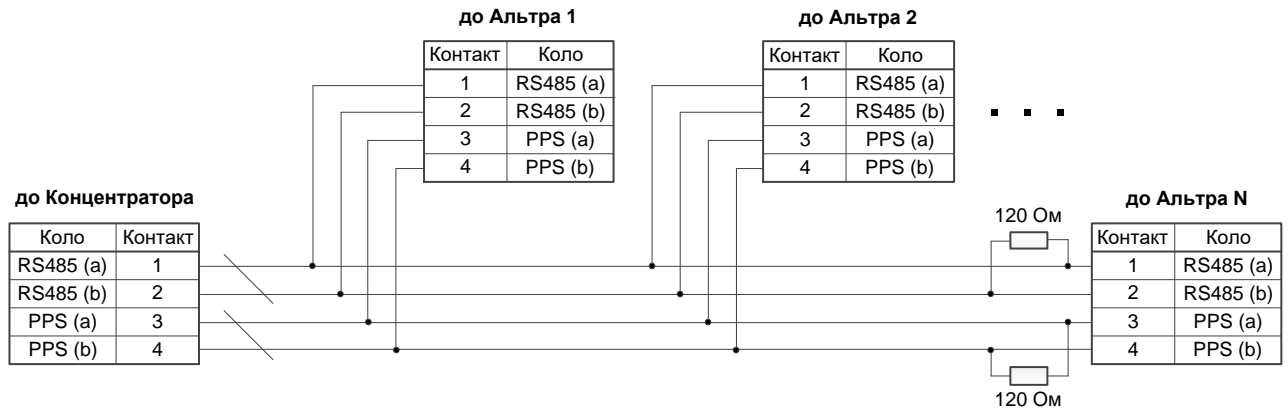 до Альтра 1
Контакт Коло
1 RS485 (a)
2 RS485 (b)
3 PPS (a)
4 PPS (b)
до Альтра 2
Контакт Коло
1 RS485 (a)
2 RS485 (b)
3 PPS (a)
4 PPS (b)
до Концентратора
Коло Контакт
RS485 (a) 1
RS485 (b) 2
PPS (a) 3
PPS (b) 4
120 Ом
120 Ом
до Альтра N
Контакт Коло
1 RS485 (a)
2 RS485 (b)
3 PPS (a)
4 PPS (b)